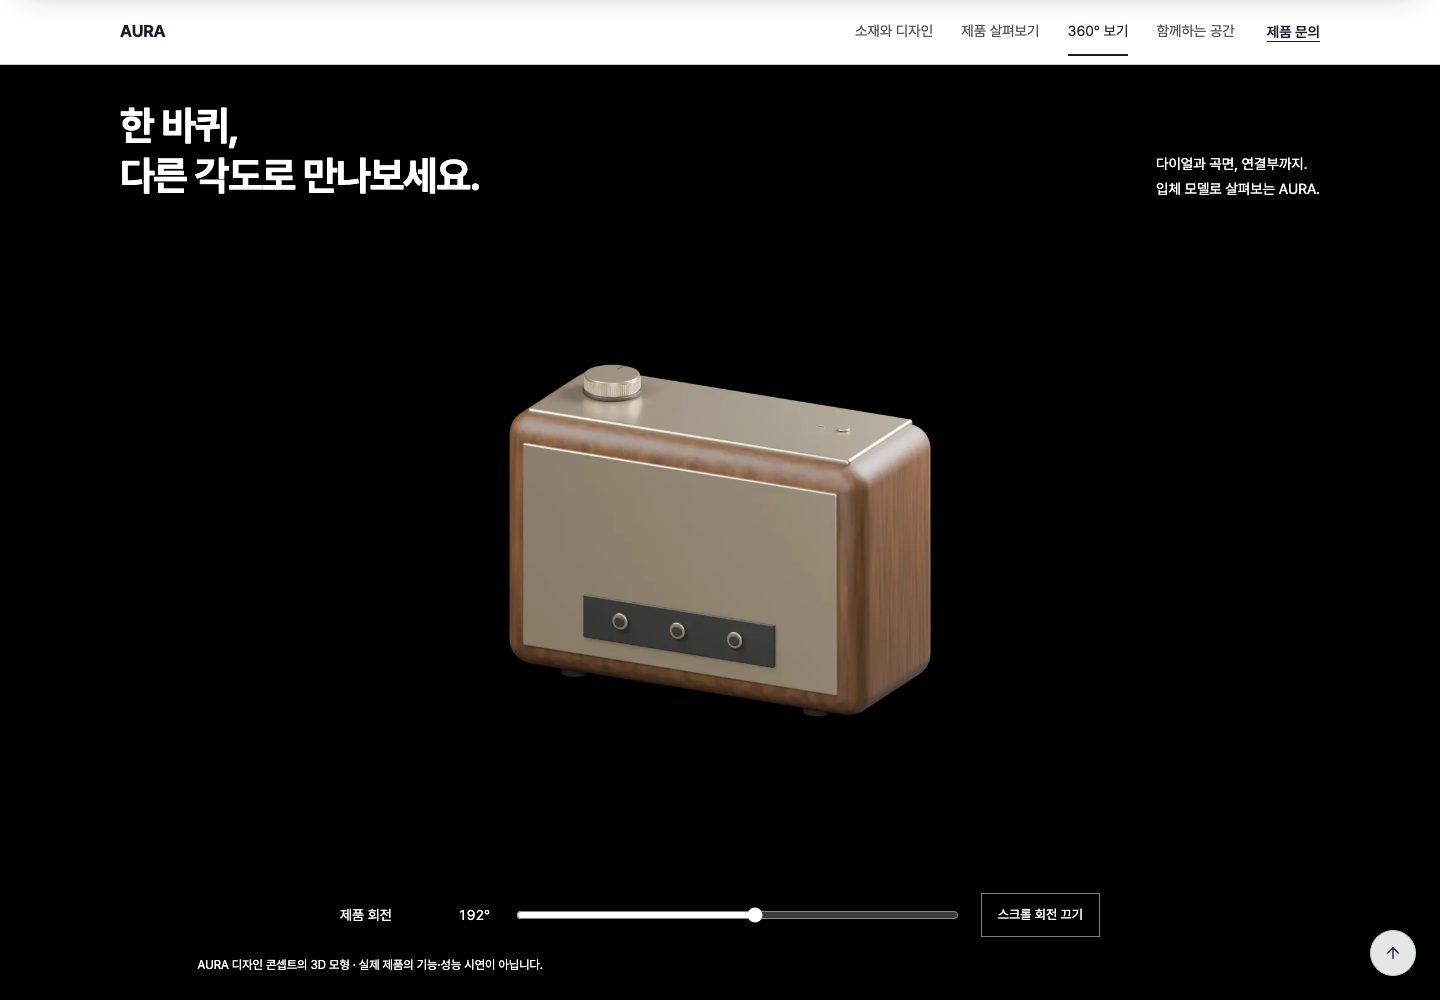 AURA
소재와 디자인
제품 살펴보기
360° 보기
함께하는 공간
제품 문의
한 바퀴,
다른 각도로 만나보세요.
다이얼과 곡면, 연결부까지.
입체 모델로 살펴보는 AURA.
제품 회전
192°
스크롤 회전 끄기
AURA 디자인 콘셉트의 3D 모형 · 실제 제품의 기능·성능 시연이 아닙니다.